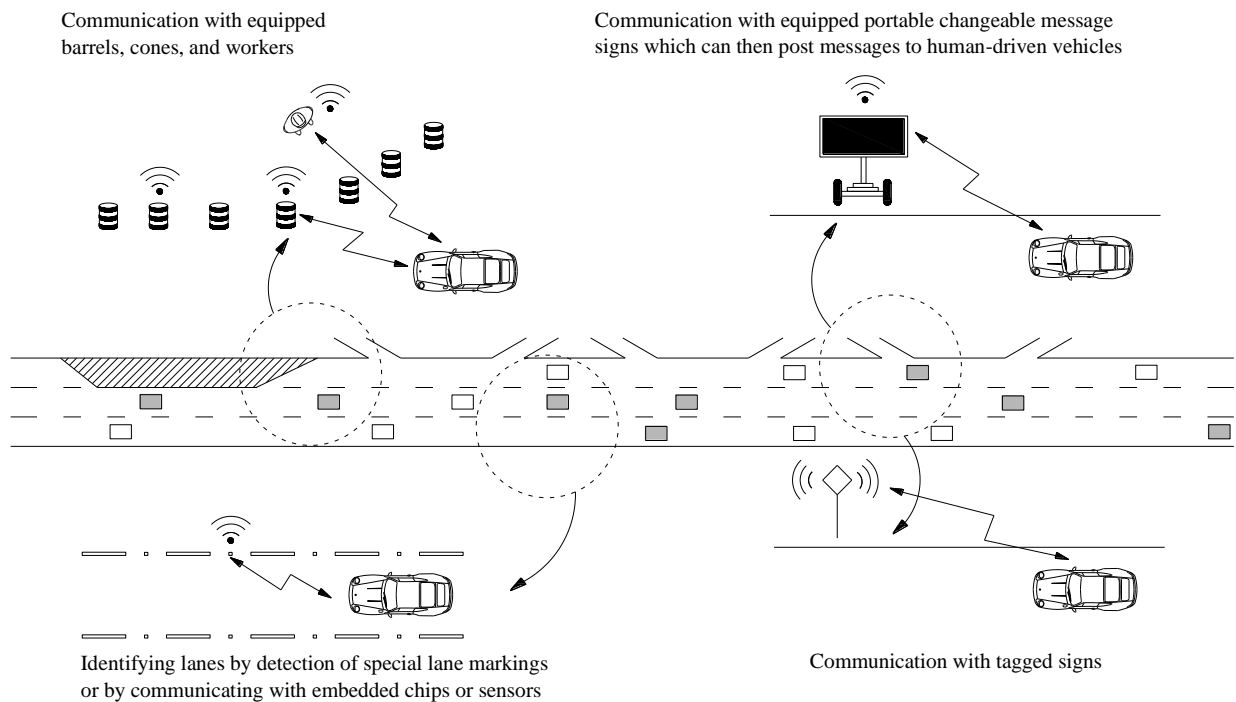 Communication with equipped
barrels, cones, and workers
Communication with equipped portable changeable message
signs which can then post messages to human-driven vehicles
Identifying lanes by detection of special lane markings
or by communicating with embedded chips or sensors
Communication with tagged signs